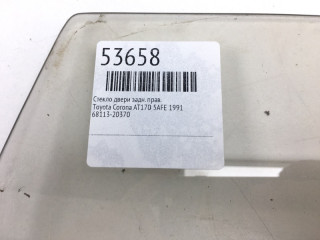 53658
Стекло двери задн. прав.
Toyota Corona AT170 5AFE 1991
68113-20370